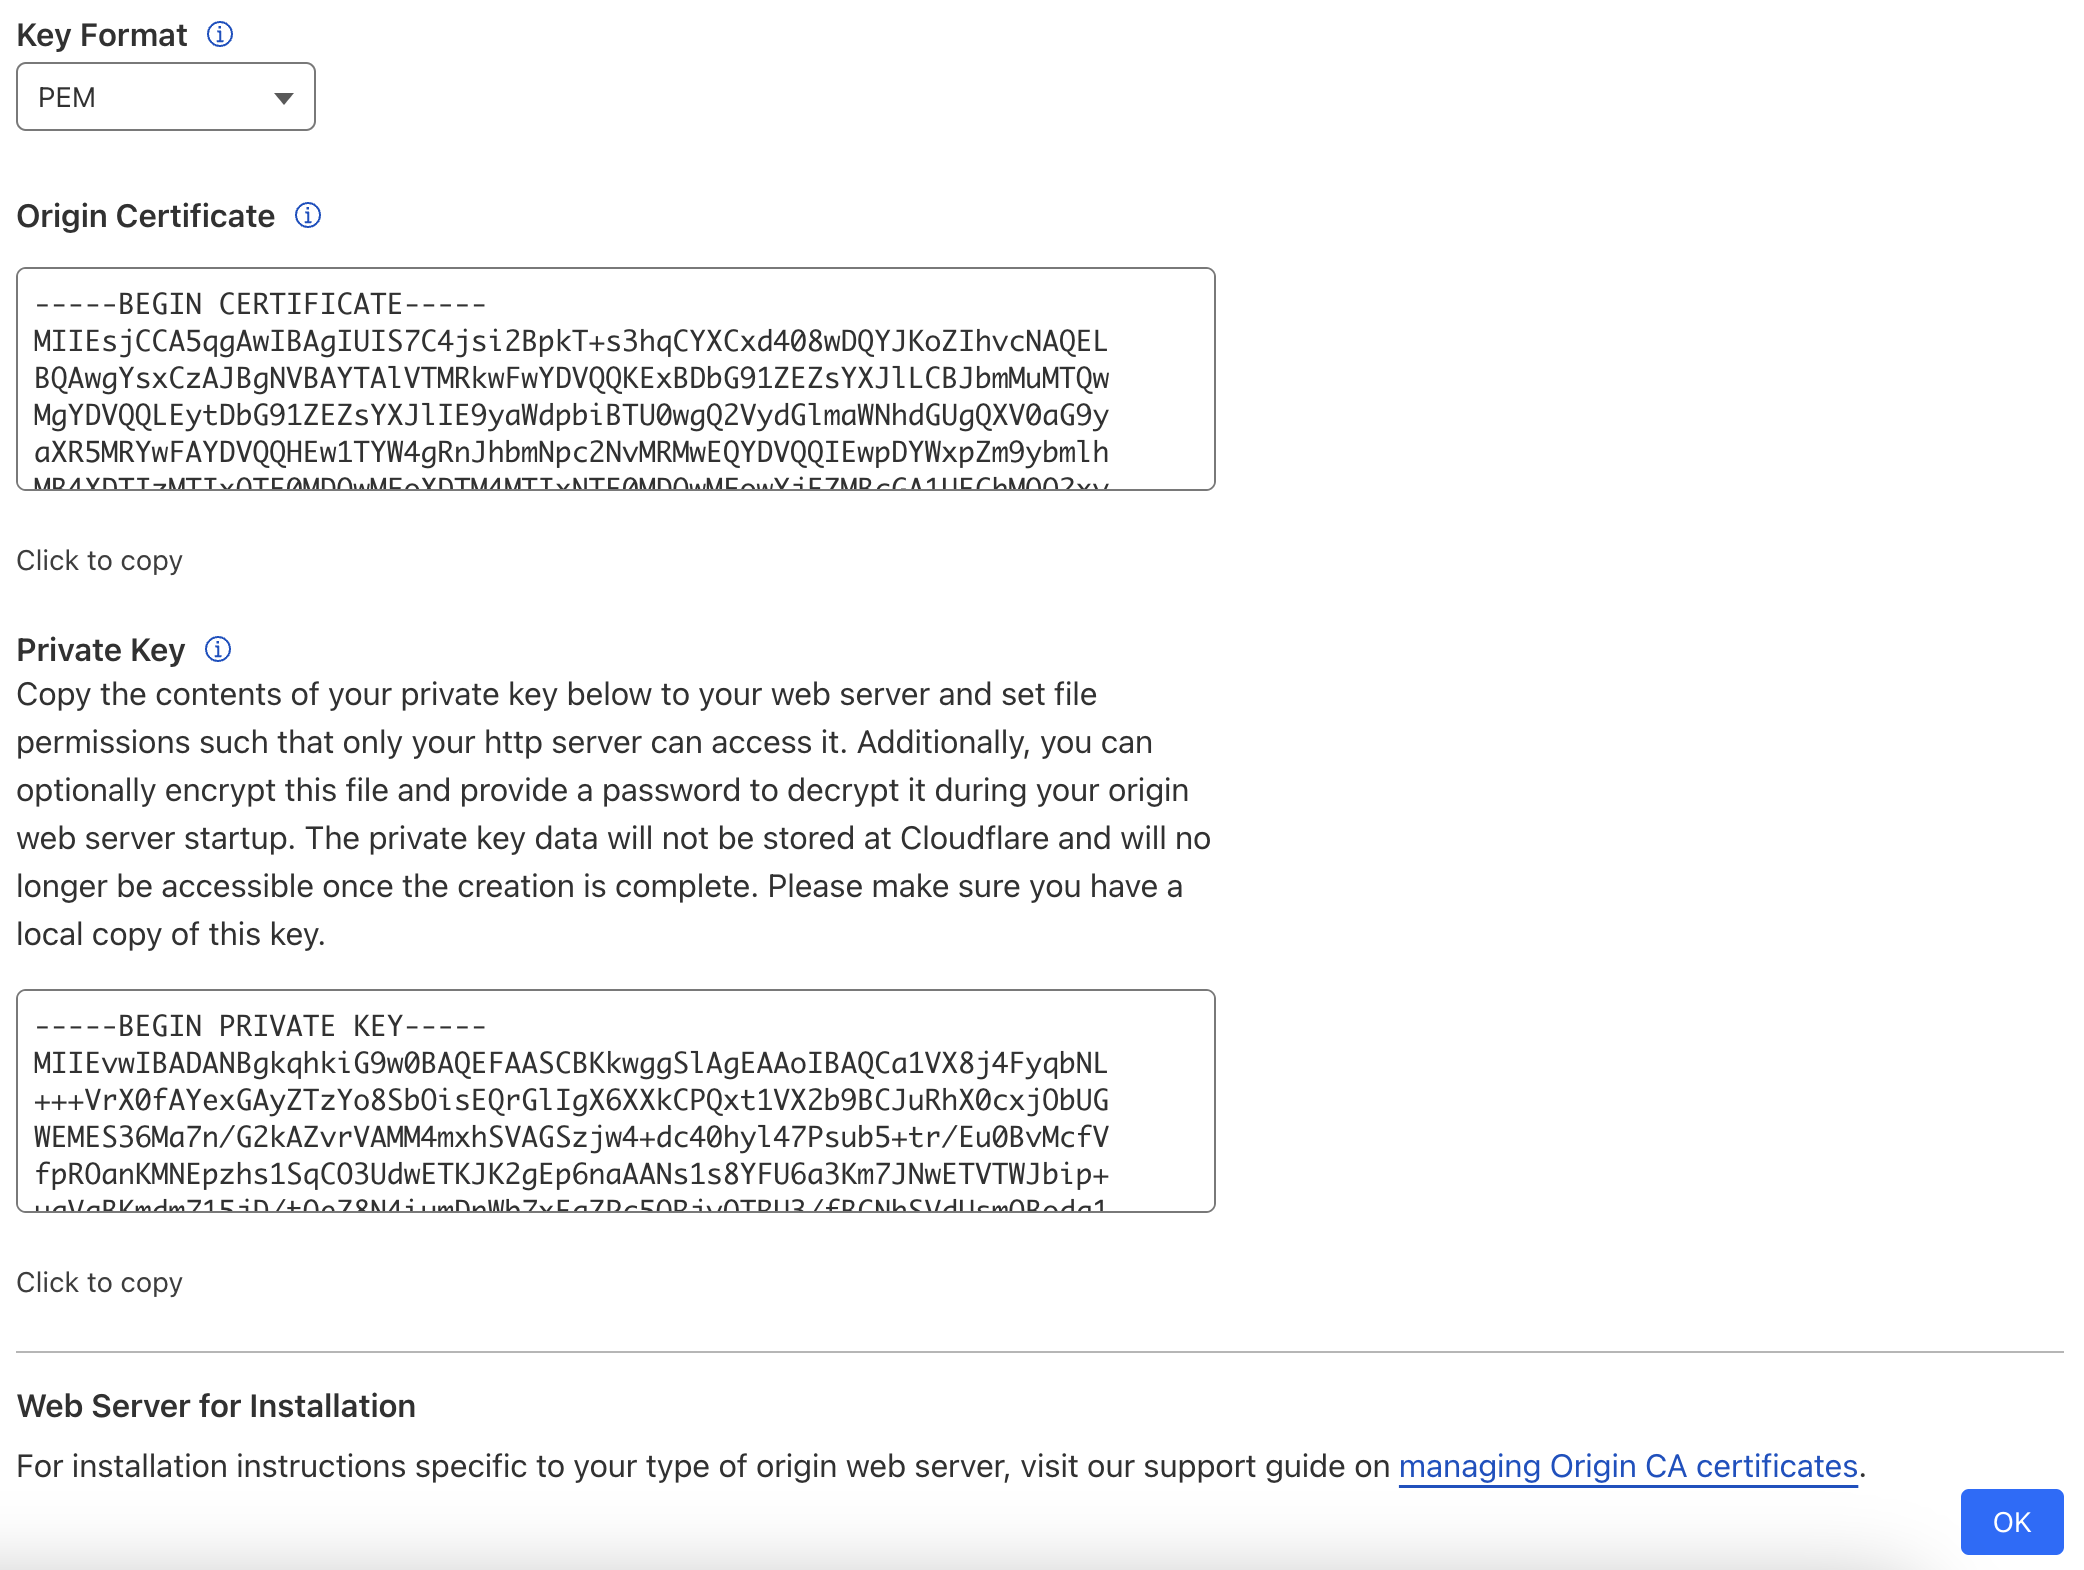 Key Format
PEM
Origin Certificate
-----BEGIN CERTIFICATE-----
MIIEsjCCA5qgAwIBAgIUIS7C4jsi2BpkT+s3hqCYXCxd408wDQYJKoZIhvcNAQEL
BQAwgYsxCzAJBgNVBAYTAlVTMRkwFwYDVQQKExBDbG91ZEZsYXJlLCBJbmMuMTQw
MgYDVQQLEytDbG91ZEZsYXJlIE9yaWdpbiBTU0wgQ2VydGlmaWNhdGUgQXV0aG9y
aXR5MRYwFAYDVQQHEw1TYW4gRnJhbmNpc2NvMRMwEQYDVQQIEwpDYWxpZm9ybmlh
Click to copy
Private Key
Copy the contents of your private key below to your web server and set file
permissions such that only your http server can access it. Additionally, you can
optionally encrypt this file and provide a password to decrypt it during your origin
web server startup. The private key data will not be stored at Cloudflare and will no
longer be accessible once the creation is complete. Please make sure you have a
local copy of this key.
-----BEGIN PRIVATE KEY-----
MIIEvwIBADANBgkqhkiG9w0BAQEFAASCBKkwggSlAgEAAoIBAQCa1VX8j4FyqbNL
+++VrX0fAYexGAyZTzYo8SbOisEQrGlIgX6XXkCPQxt1VX2b9BCJuRhX0cxjObUG
WEMES36Ma7n/G2kAZvrVAMM4mxhSVAGSzjw4+dc40hyl47Psub5+tr/Eu0BvMcfV
fpROanKMNEpzhs1SqCO3UdwETKJK2gEp6naAANs1s8YFU6a3Km7JNwETVTWJbip+
Click to copy
Web Server for Installation
For installation instructions specific to your type of origin web server, visit our support guide on managing Origin CA certificates.
OK